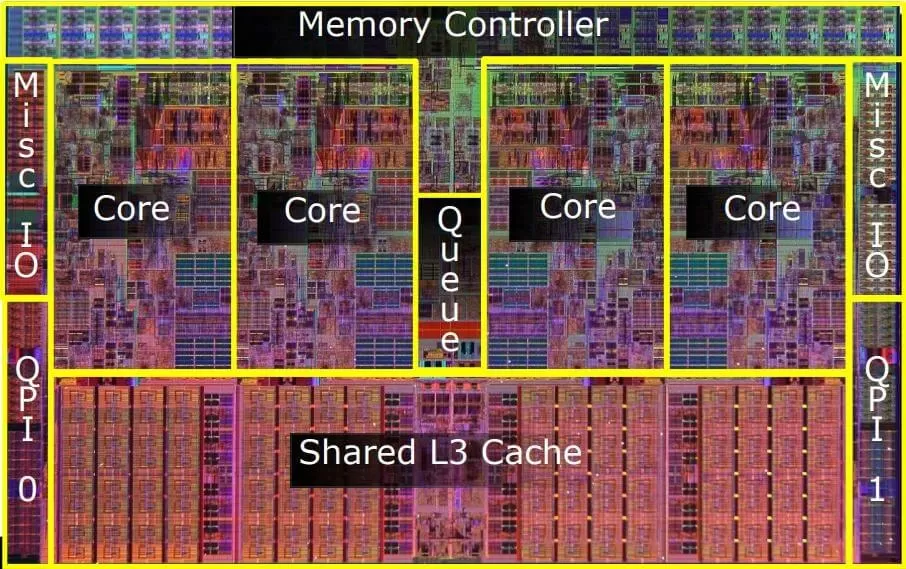 Memory Controller
Misc IO
Core
Core
Queue
Core
Core
Misc IO
QPI 0
Shared L3 Cache
QPI 1